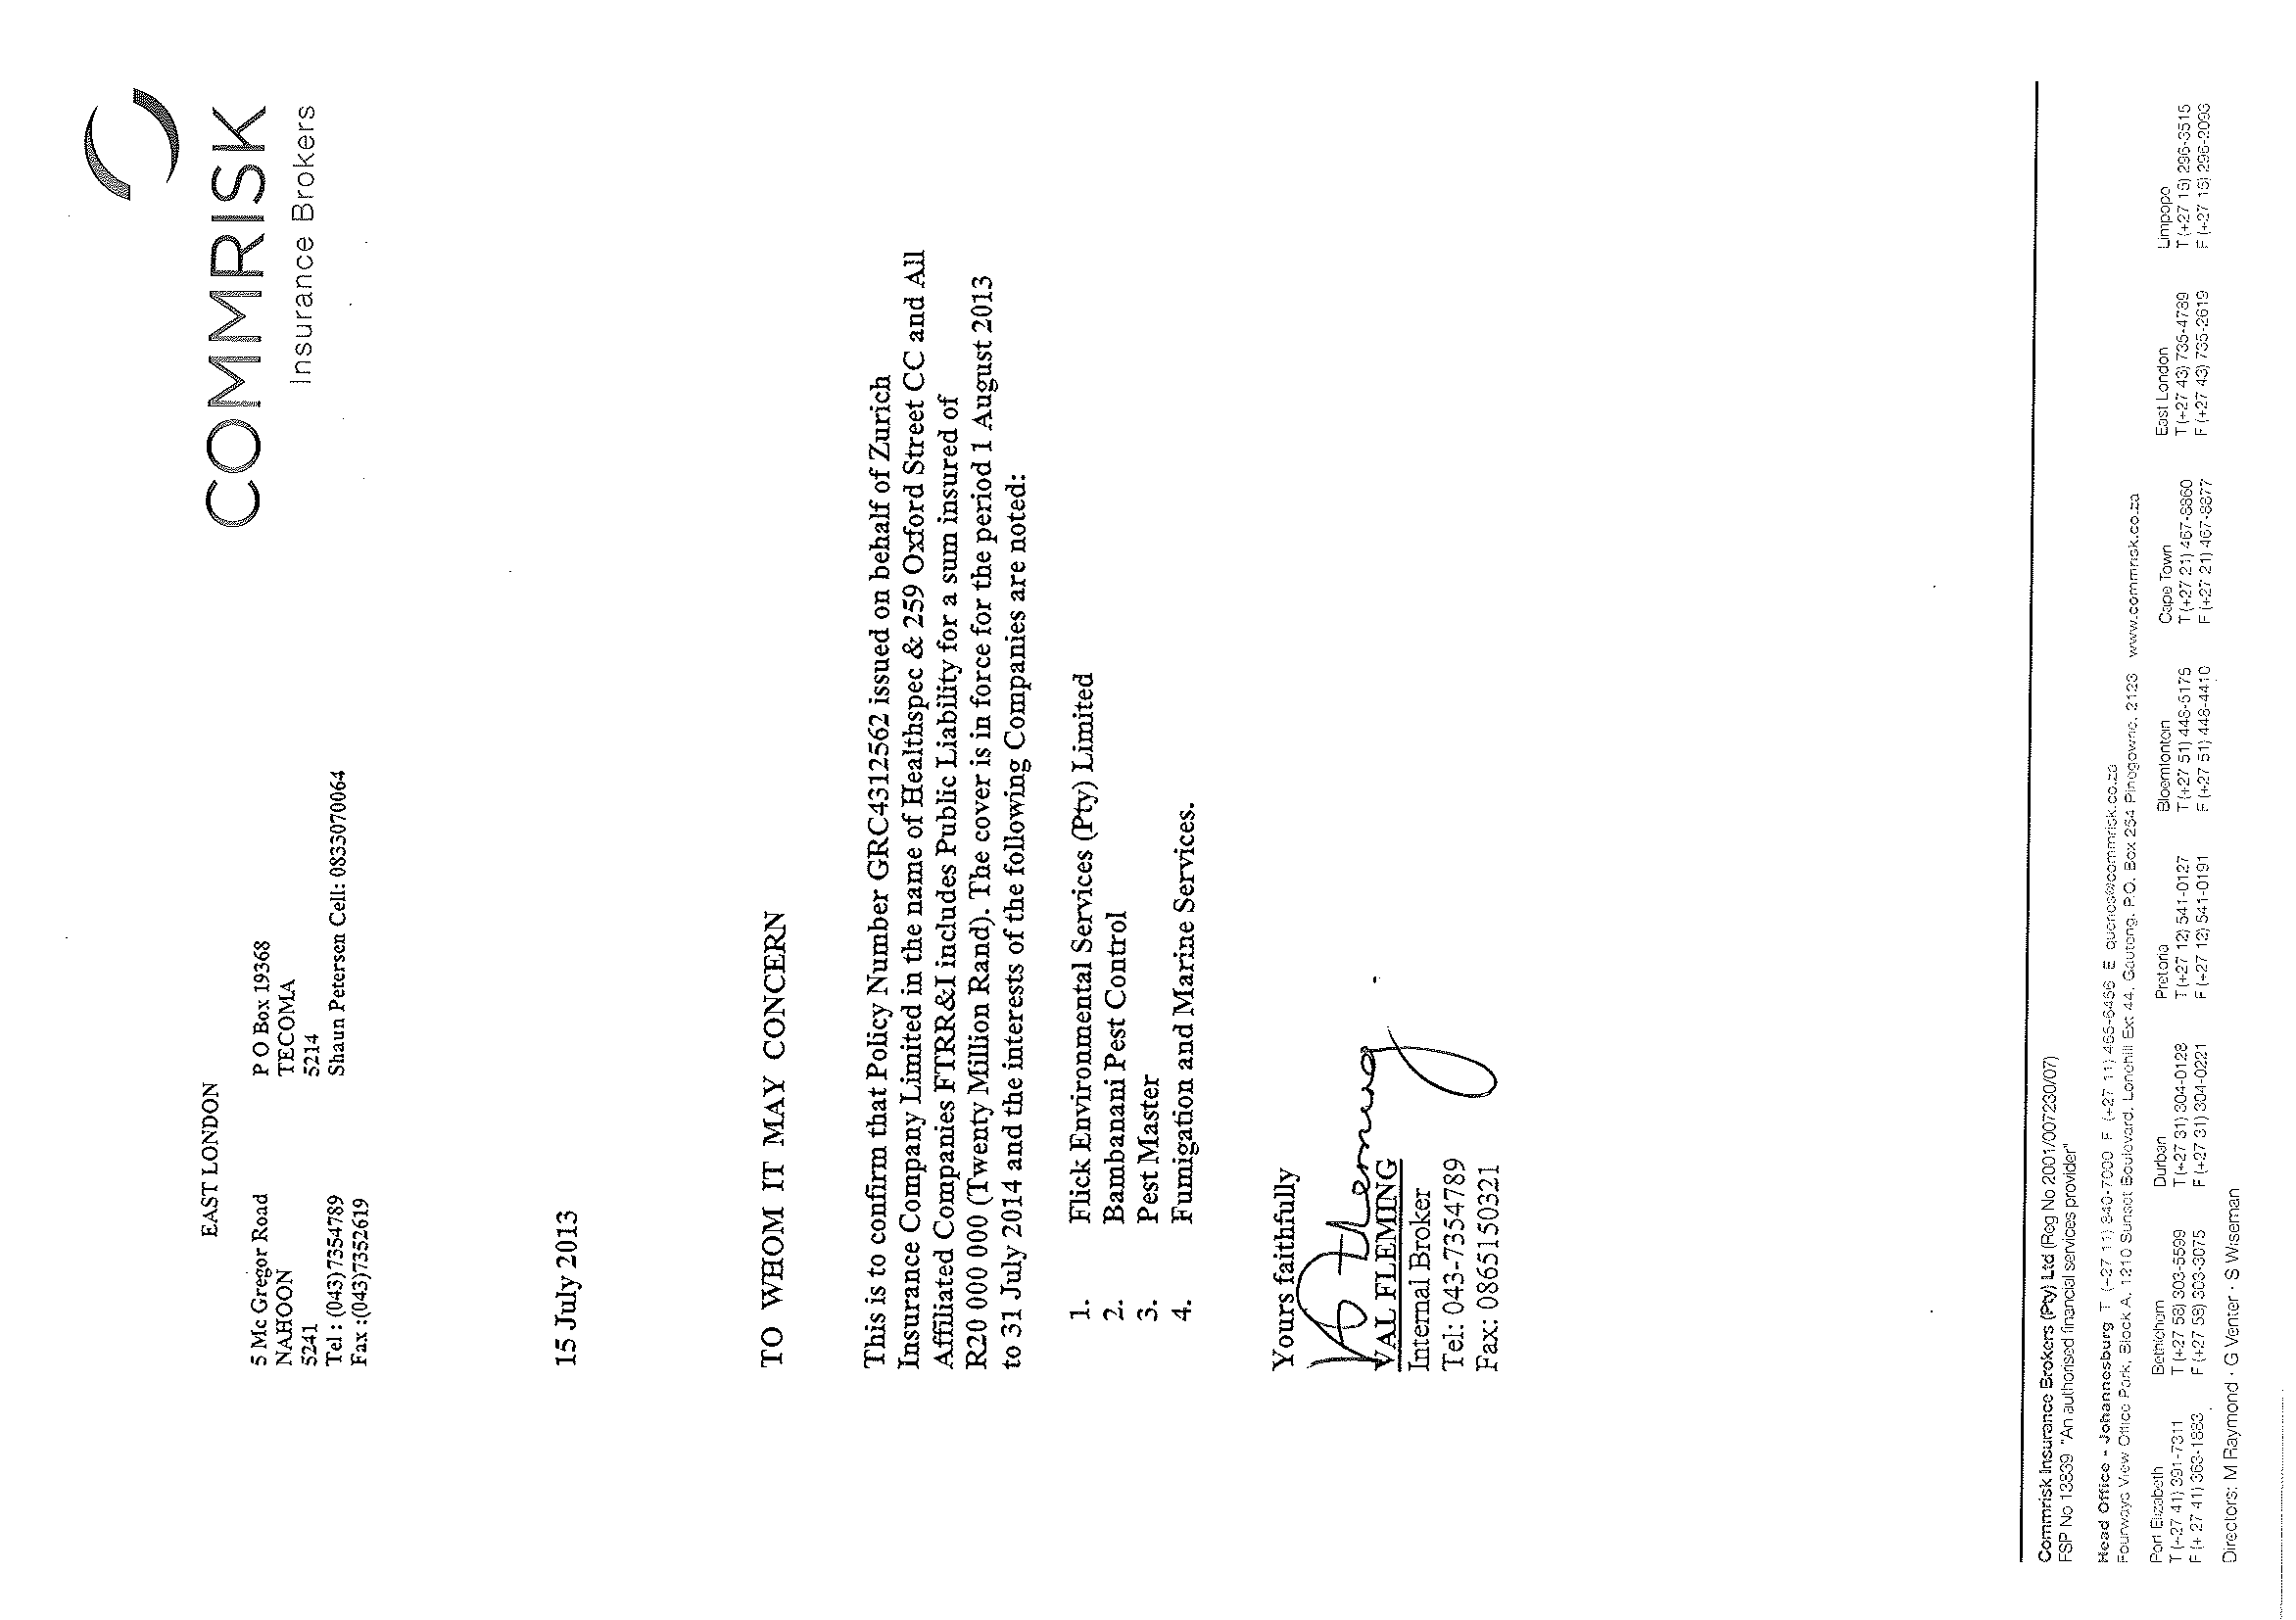 COMMRISK
Insurance Brokers
EAST LONDON
5 Mc Gregor Road
NAHOON
5241
Tel : (043)7354789
Fax :(043)7352619
P O Box 19368
TECOMA
5214
Shaun Petersen Cell: 0833070064
15 July 2013
TO WHOM IT MAY CONCERN
This is to confirm that Policy Number GRC4312562 issued on behalf of Zurich
Insurance Company Limited in the name of Healthspec & 259 Oxford Street CC and All
Affiliated Companies FTRR&I includes Public Liability for a sum insured of
R20 000 000 (Twenty Million Rand). The cover is in force for the period 1 August 2013
to 31 July 2014 and the interests of the following Companies are noted:
1. Flick Environmental Services (Pty) Limited
2. Bambanani Pest Control
3. Pest Master
4. Fumigation and Marine Services.
Yours faithfully
VAL FLEMING
Internal Broker
Tel: 043-7354789
Fax: 0865150321
Commrisk Insurance Brokers (Pty) Ltd (Reg No 2001/007230/07)
FSP No 13839 "An authorised financial services provider"
Head Office - Johannesburg T (+27 11) 840-7000 F (+27 11) 465-6466 E @commrisk.co.za
Fourways View Office Park, Block A, 1210 Sunset Boulevard, Lonehill Ext 44, Gauteng, P.O. Box 254 Pinegowrie, 2123 www.commrisk.co.za
Port Elizabeth
T (+27 41) 391-7311
F (+ 27 41) 363-1883
Bethlehem
T (+27 58) 303-5599
F (+27 58) 303-3075
Durban
T (+27 31) 304-0128
F (+27 31) 304-0221
Pretoria
T (+27 12) 541-0127
F (+27 12) 541-0191
Bloemfontein
T (+27 51) 448-5175
F (+27 51) 448-4410
Cape Town
T (+27 21) 467-8860
F (+27 21) 467-8877
East London
T (+27 43) 735-4789
F (+27 43) 735-2619
Limpopo
T (+27 15) 296-3515
F (+27 15) 296-2093
Directors: M Raymond · G Venter · S Wiseman